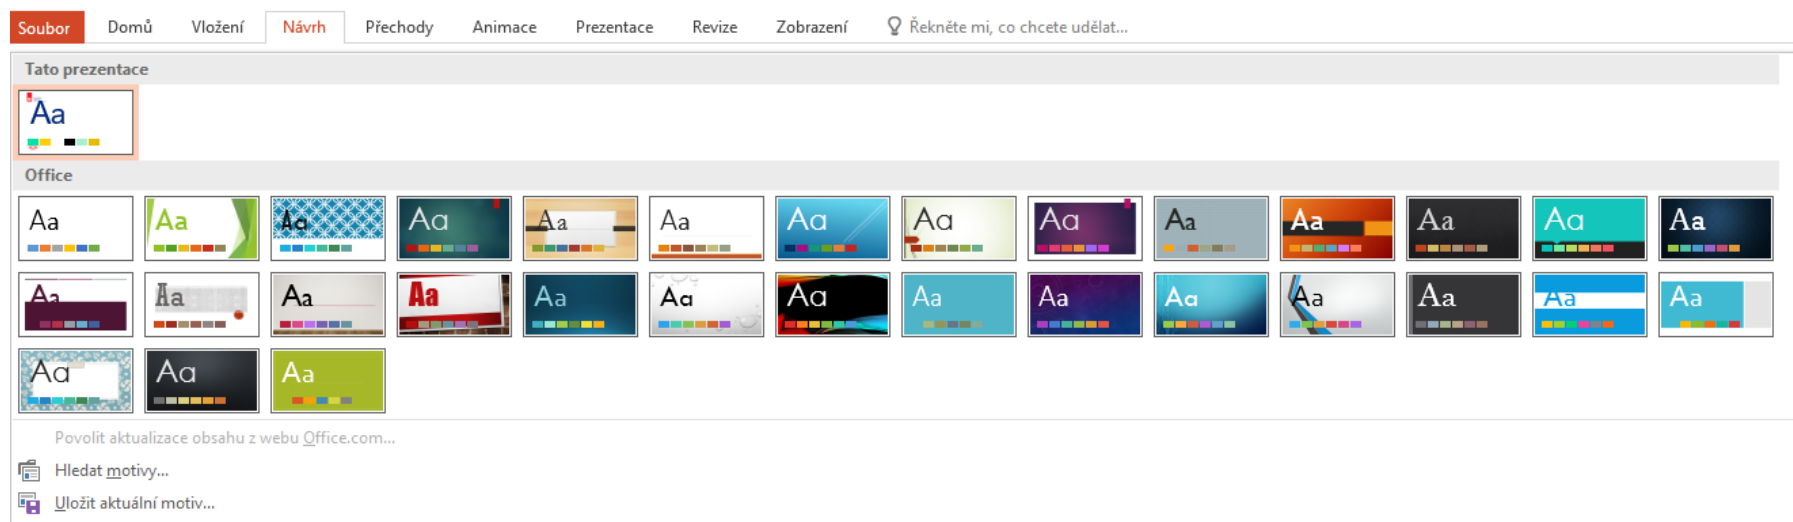 Soubor Domů Vložení Návrh Přechody Animace Prezentace Revize Zobrazení Řekněte mi, co chcete udělat...
Tato prezentace
Aa
Office
Aa Aa Aa Aa Aa Aa Aa Aa Aa Aa Aa Aa Aa Aa
Aa Aa Aa Aa Aa Aa Aa Aa Aa Aa Aa Aa Aa Aa
Aa Aa Aa
Povolit aktualizace obsahu z webu Office.com...
Hledat motivy...
Uložit aktuální motiv...